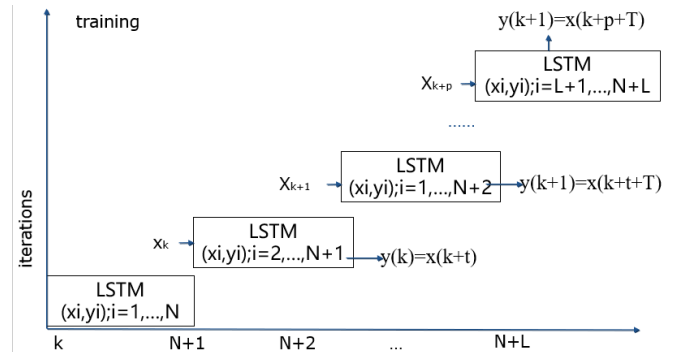 training
y(k+1)=x(k+p+T)
LSTM
(xi,yi);i=L+1,...,N+L
Xk+p
......
LSTM
(xi,yi);i=1,...,N+2
Xk+1
y(k+1)=x(k+t+T)
LSTM
(xi,yi);i=2,...,N+1
xk
y(k)=x(k+t)
LSTM
(xi,yi);i=1,...,N
iterations
k N+1 N+2 ... N+L